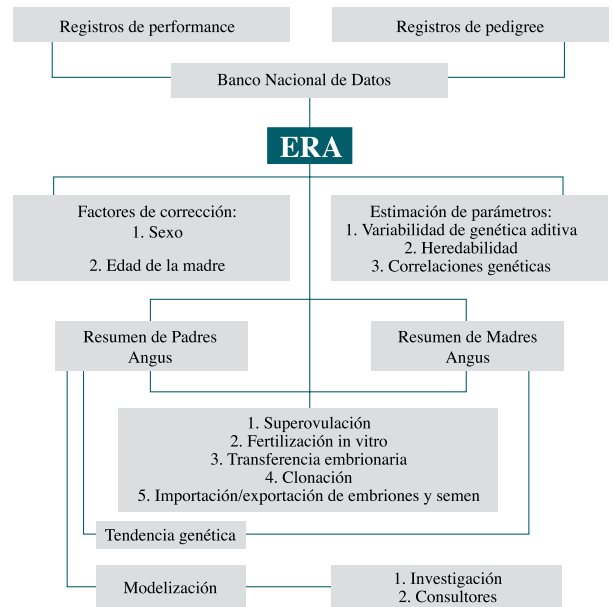 Registros de performance
Registros de pedigree
Banco Nacional de Datos
ERA
Factores de corrección:
1. Sexo
2. Edad de la madre
Estimación de parámetros:
1. Variabilidad de genética aditiva
2. Heredabilidad
3. Correlaciones genéticas
Resumen de Padres
Angus
Resumen de Madres
Angus
1. Superovulación
2. Fertilización in vitro
3. Transferencia embrionaria
4. Clonación
5. Importación/exportación de embriones y semen
Tendencia genética
Modelización
1. Investigación
2. Consultores